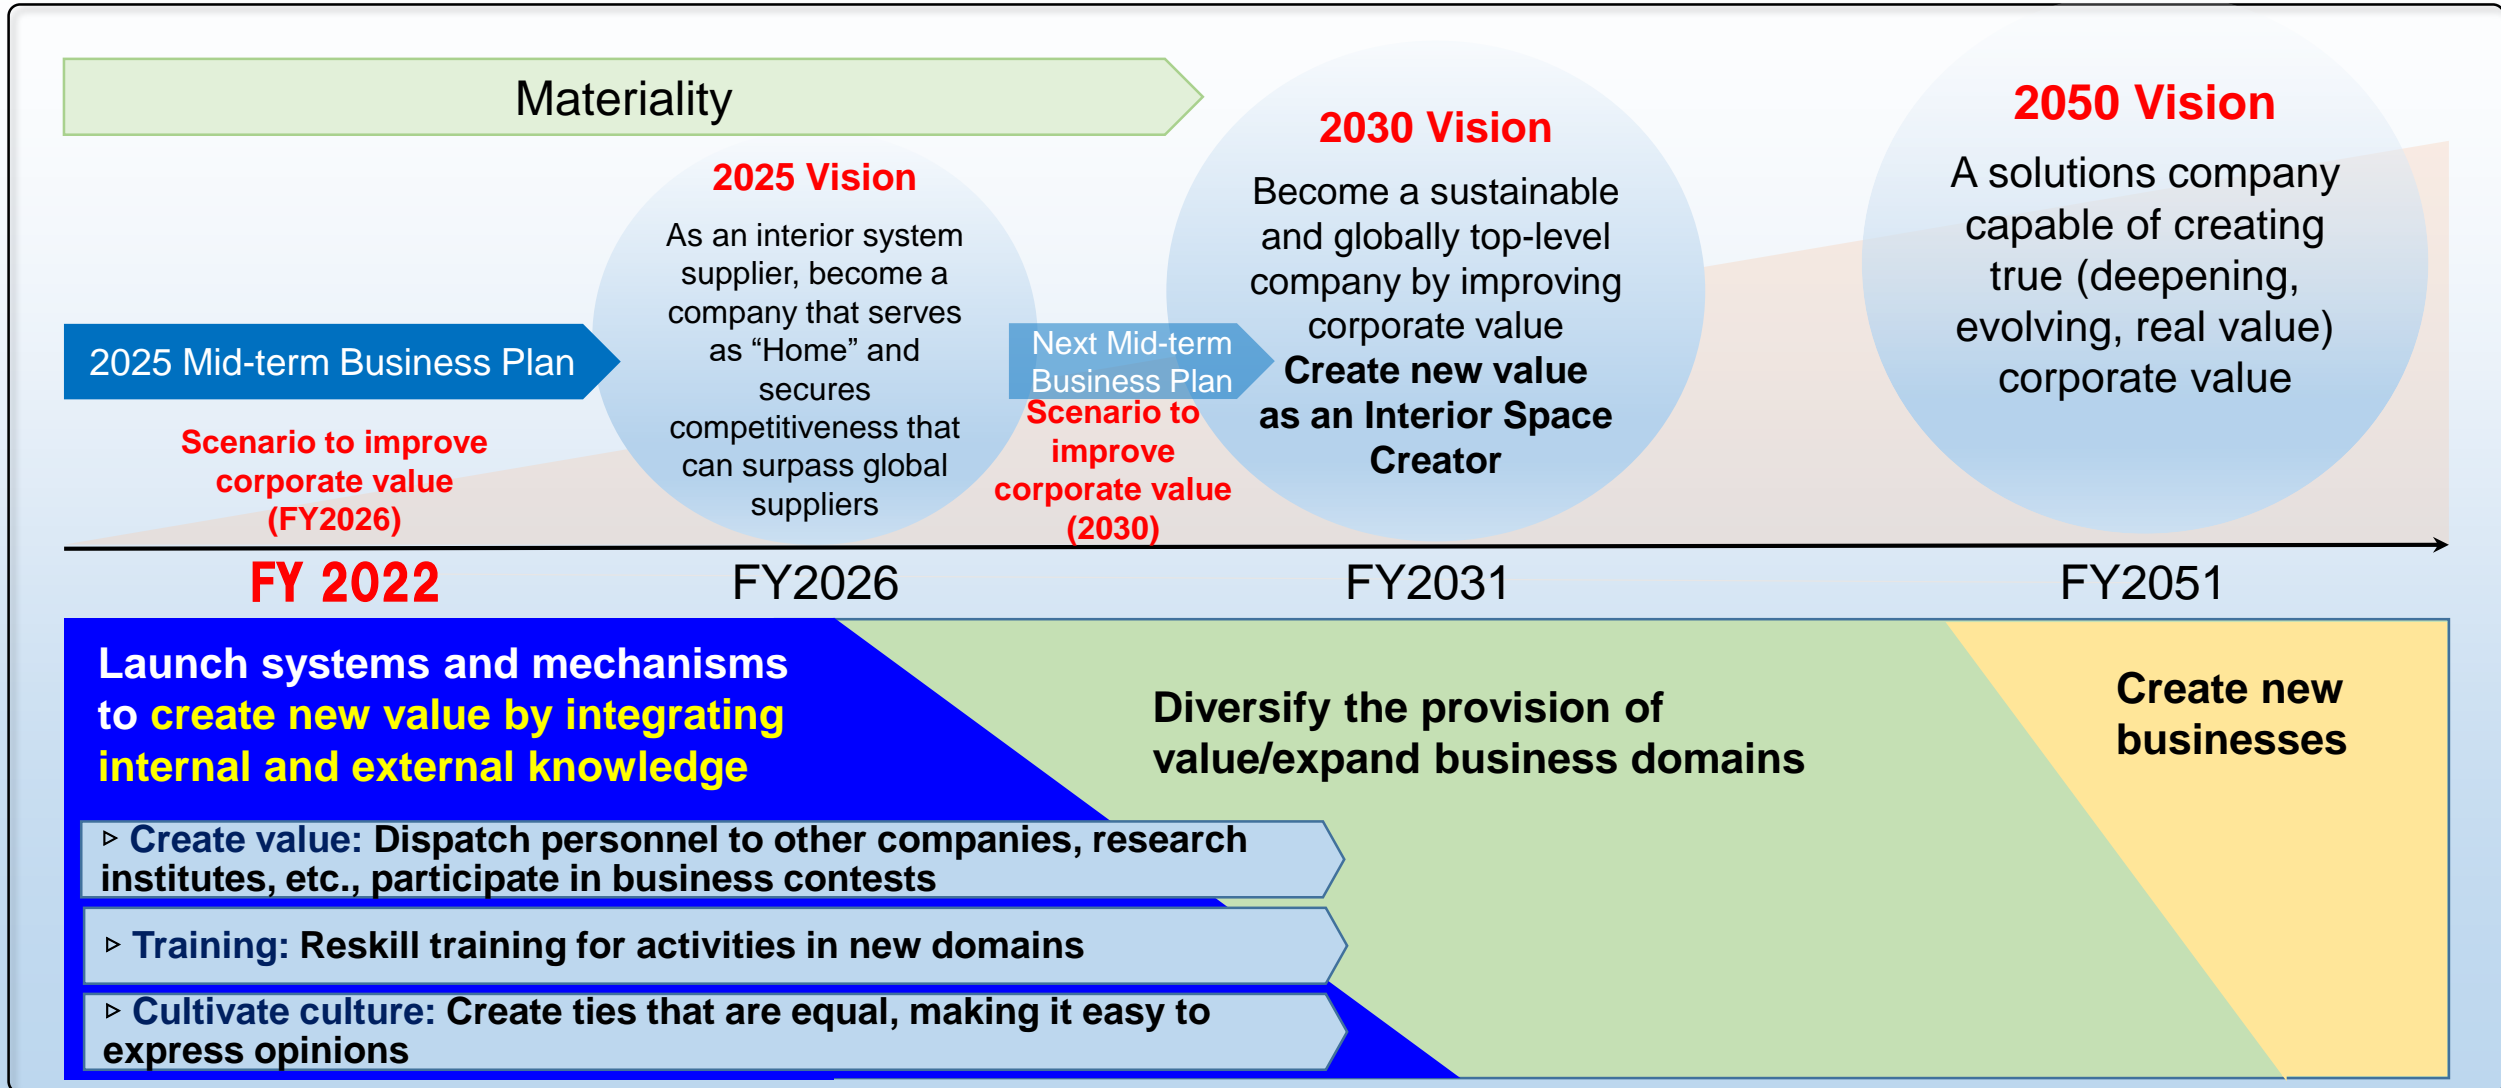 Materiality
2025 Vision
As an interior system
supplier, become a
company that serves
as “Home” and
secures
competitiveness that
can surpass global
suppliers
2030 Vision
Become a sustainable
and globally top-level
company by improving
corporate value
Create new value
as an Interior Space
Creator
2050 Vision
A solutions company
capable of creating
true (deepening,
evolving, real value)
corporate value
2025 Mid-term Business Plan
Scenario to improve
corporate value
(FY2026)
Next Mid-term
Business Plan
Scenario to
improve
corporate value
(2030)
FY 2022
FY2026
FY2031
FY2051
Launch systems and mechanisms
to create new value by integrating
internal and external knowledge
Diversify the provision of
value/expand business domains
Create new
businesses
▹ Create value: Dispatch personnel to other companies, research
institutes, etc., participate in business contests
▹ Training: Reskill training for activities in new domains
▹ Cultivate culture: Create ties that are equal, making it easy to
express opinions